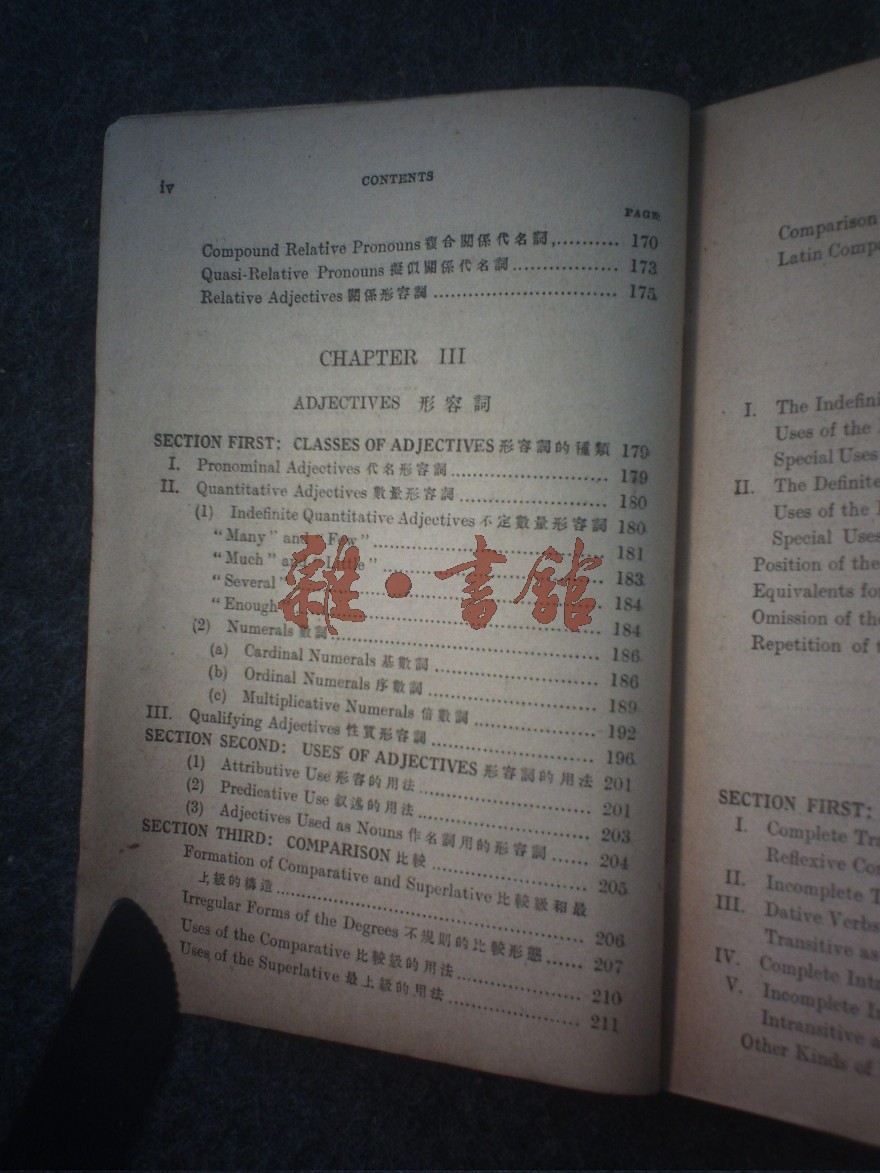 iv
CONTENTS
PAGE
Compound Relative Pronouns 複合關係代名詞, .......... 170
Quasi-Relative Pronouns 擬似關係代名詞 ................ 173
Relative Adjectives 關係形容詞 ............................ 175
CHAPTER III
ADJECTIVES 形容詞
SECTION FIRST: CLASSES OF ADJECTIVES 形容詞的種類 179
I. Pronominal Adjectives 代名形容詞 ........................ 179
II. Quantitative Adjectives 數量形容詞 ........................ 180
(1) Indefinite Quantitative Adjectives 不定數量形容詞 180
"Many" and "Few" ........................ 181
"Much" and "Little" ........................ 183
"Several" ........................ 184
"Enough ........................ 184
(2) Numerals 數詞 ........................ 186
(a) Cardinal Numerals 基數詞 ........................ 186
(b) Ordinal Numerals 序數詞 ........................ 189
(c) Multiplicative Numerals 倍數詞 .................. 192
III. Qualifying Adjectives 性質形容詞 ........................ 196
SECTION SECOND: USES OF ADJECTIVES 形容詞的用法 201
(1) Attributive Use 形容的用法 ........................ 201
(2) Predicative Use 叙述的用法 ........................ 203
(3) Adjectives Used as Nouns 作名詞用的形容詞 ...... 204
SECTION THIRD: COMPARISON 比較 ........................ 205
Formation of Comparative and Superlative 比較級和最
上級的構造 ........................ 206
Irregular Forms of the Degrees 不規則的比較形態 ...... 207
Uses of the Comparative 比較級的用法 .................. 210
Uses of the Superlative 最上級的用法 .................. 211
雜·書館
Comparison
Latin
I. The
Uses of the
Special Uses
II. The Definite
Uses of the
Special Uses
Position of the
Equivalents
Omission of the
Repetition of
SECTION FIRST:
I. Complete
Reflexive
II. Incomplete
III. Dative Verbs
Transitive as
IV. Complete
V. Incomplete
Intransitive
Other Kinds of